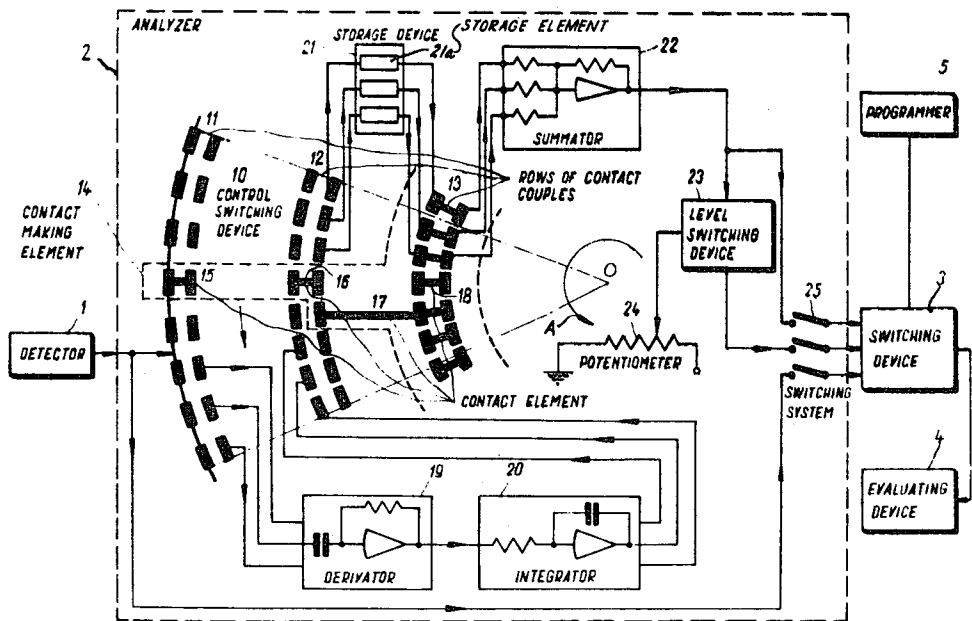 ANALYZER
STORAGE ELEMENT
STORAGE DEVICE
2
21
21a
22
5
PROGRAMMER
SUMMATOR
11
12
13
ROWS OF CONTACT
COUPLES
10
CONTROL
SWITCHING
DEVICE
14
CONTACT
MAKING
ELEMENT
23
LEVEL
SWITCHING
DEVICE
15
16
17
18
O
A
24
POTENTIOMETER
25
SWITCHING
SYSTEM
3
SWITCHING
DEVICE
1
DETECTOR
CONTACT ELEMENT
4
EVALUATING
DEVICE
19
DERIVATOR
20
INTEGRATOR